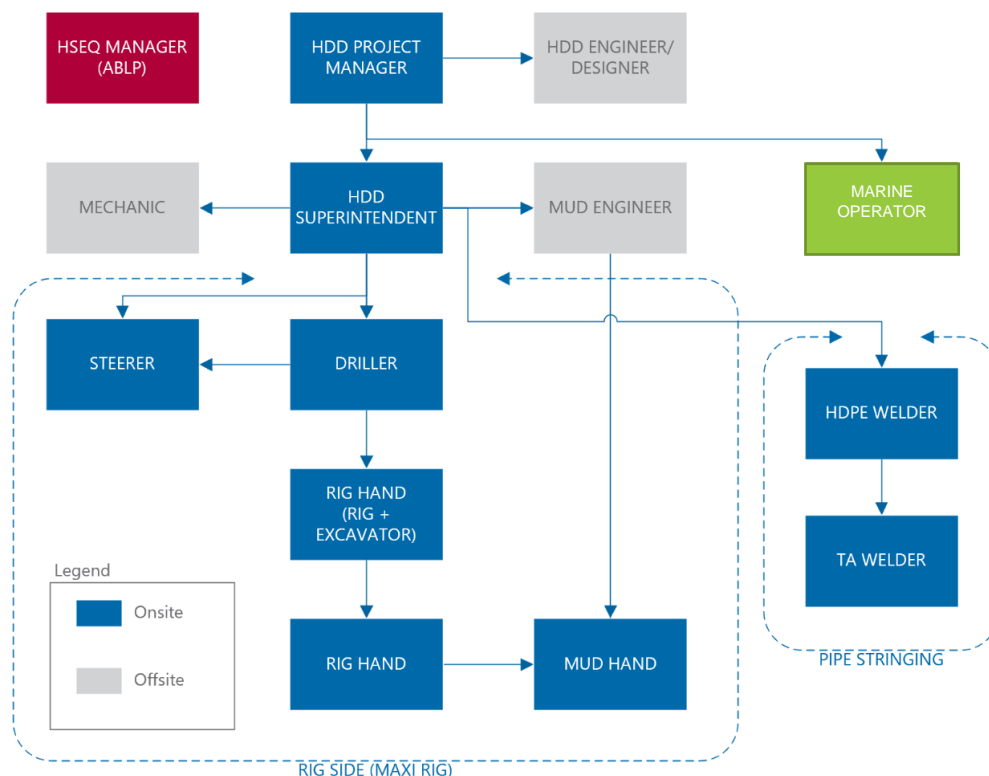 HSEQ MANAGER
(ABLP)
HDD PROJECT
MANAGER
HDD ENGINEER/
DESIGNER
MECHANIC
HDD
SUPERINTENDENT
MUD ENGINEER
MARINE
OPERATOR
STEERER
DRILLER
HDPE WELDER
RIG HAND
(RIG +
EXCAVATOR)
TA WELDER
Legend
Onsite
Offsite
RIG HAND
MUD HAND
PIPE STRINGING
RIG SIDE (MAXI RIG)